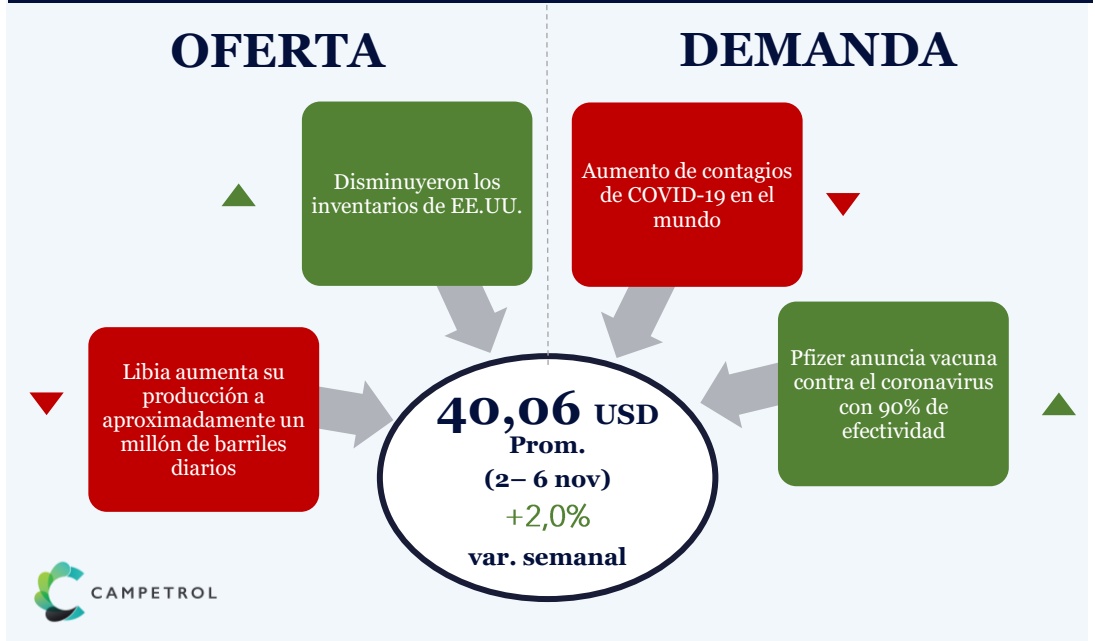 OFERTA
DEMANDA
Disminuyeron los
inventarios de EE.UU.
Aumento de contagios
de COVID-19 en el
mundo
Libia aumenta su
producción a
aproximadamente un
millón de barriles
diarios
Pfizer anuncia vacuna
contra el coronavirus
con 90% de
efectividad
40,06 USD
Prom.
(2– 6 nov)
+2,0%
var. semanal
CAMPETROL